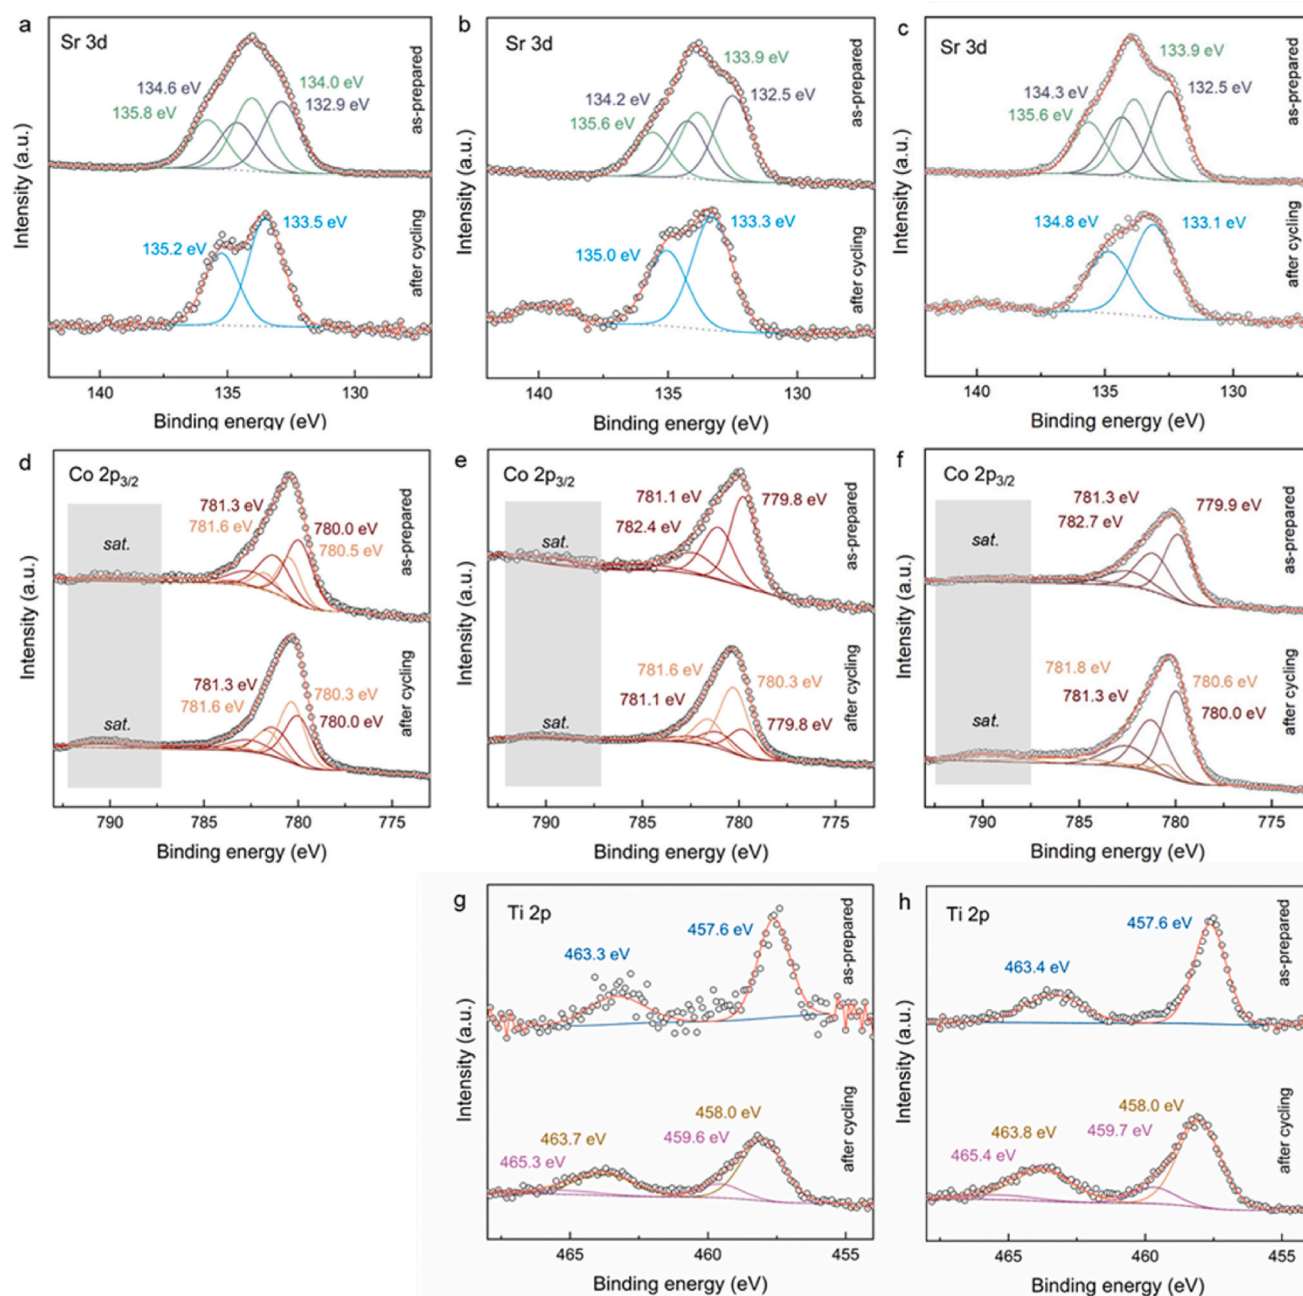 a
Sr 3d
as-prepared
134.6 eV
134.0 eV
135.8 eV
132.9 eV
after cycling
133.5 eV
135.2 eV
Intensity (a.u.)
140
135
130
Binding energy (eV)
b
Sr 3d
as-prepared
133.9 eV
134.2 eV
132.5 eV
135.6 eV
after cycling
133.3 eV
135.0 eV
Intensity (a.u.)
140
135
130
Binding energy (eV)
c
Sr 3d
as-prepared
133.9 eV
134.3 eV
132.5 eV
135.6 eV
after cycling
134.8 eV
133.1 eV
Intensity (a.u.)
140
135
130
Binding energy (eV)
d
Co 2p3/2
as-prepared
781.3 eV
781.6 eV
780.0 eV
780.5 eV
sat.
after cycling
781.3 eV
780.3 eV
781.6 eV
780.0 eV
sat.
Intensity (a.u.)
790
785
780
775
Binding energy (eV)
e
Co 2p3/2
as-prepared
781.1 eV
779.8 eV
782.4 eV
sat.
after cycling
781.6 eV
780.3 eV
781.1 eV
779.8 eV
sat.
Intensity (a.u.)
790
785
780
775
Binding energy (eV)
f
Co 2p3/2
as-prepared
781.3 eV
779.9 eV
782.7 eV
sat.
after cycling
781.8 eV
780.6 eV
781.3 eV
780.0 eV
sat.
Intensity (a.u.)
790
785
780
775
Binding energy (eV)
g
Ti 2p
as-prepared
457.6 eV
463.3 eV
after cycling
458.0 eV
463.7 eV
459.6 eV
465.3 eV
Intensity (a.u.)
465
460
455
Binding energy (eV)
h
Ti 2p
as-prepared
457.6 eV
463.4 eV
after cycling
458.0 eV
463.8 eV
459.7 eV
465.4 eV
Intensity (a.u.)
465
460
455
Binding energy (eV)